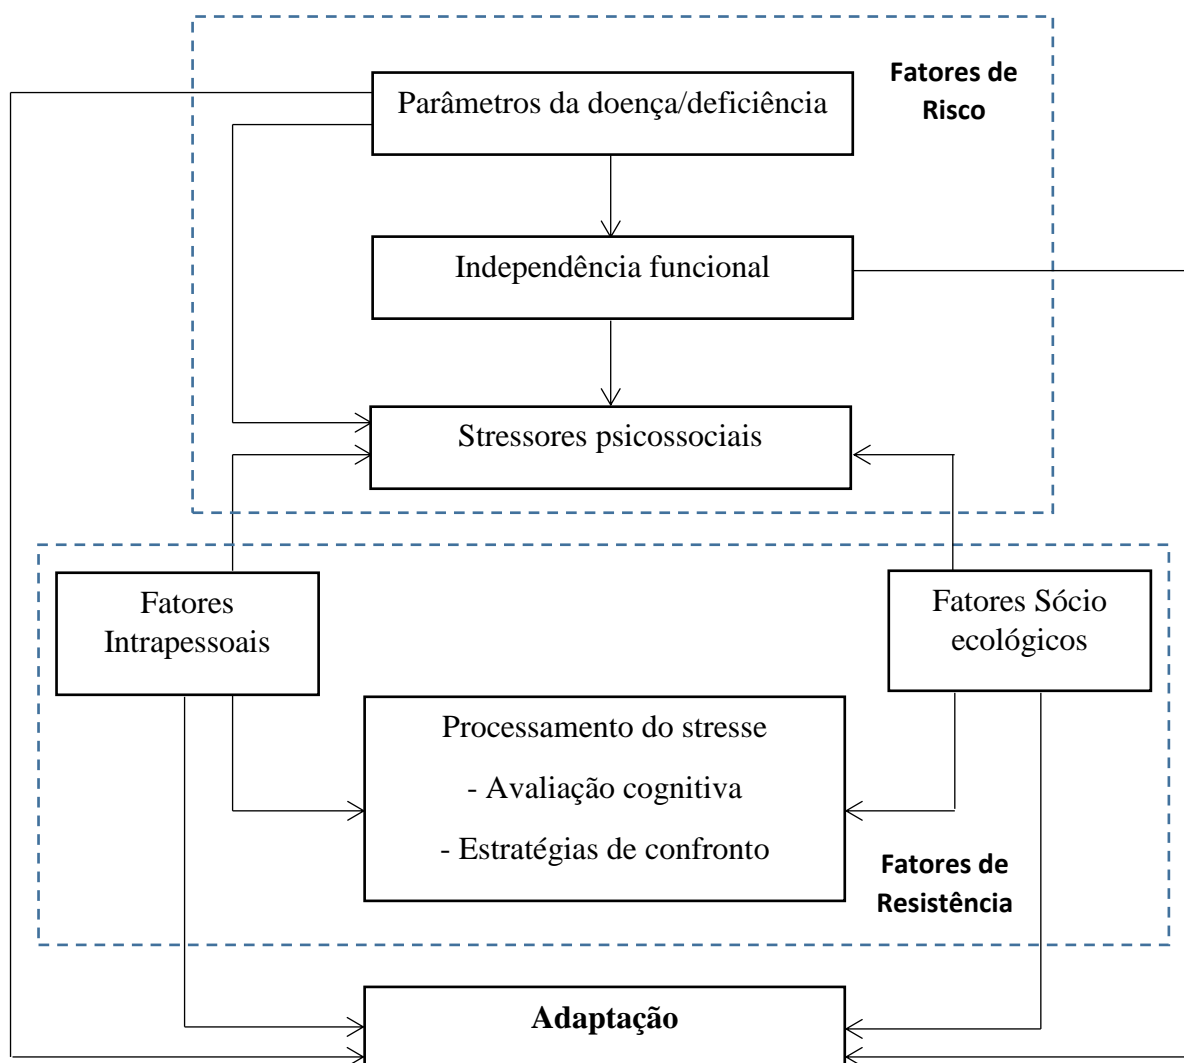 Fatores de
Risco
Parâmetros da doença/deficiência
Independência funcional
Stressores psicossociais
Fatores
Intrapessoais
Fatores Sócio
ecológicos
Processamento do stresse
- Avaliação cognitiva
- Estratégias de confronto
Fatores de
Resistência
Adaptação